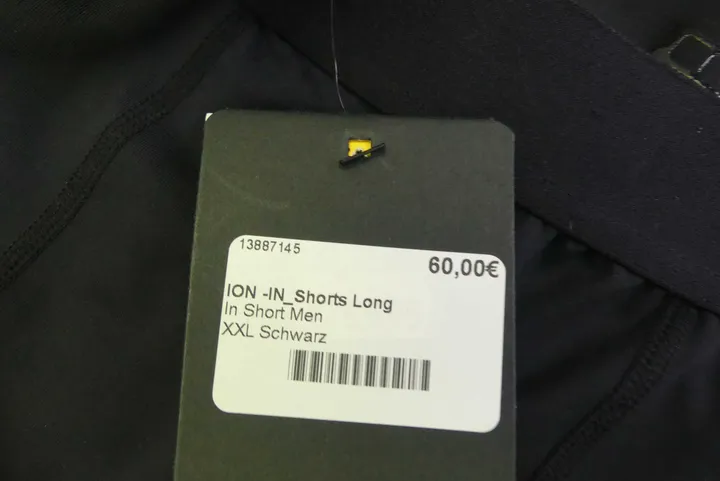 13887145
60,00€
ION -IN_Shorts Long
In Short Men
XXL Schwarz